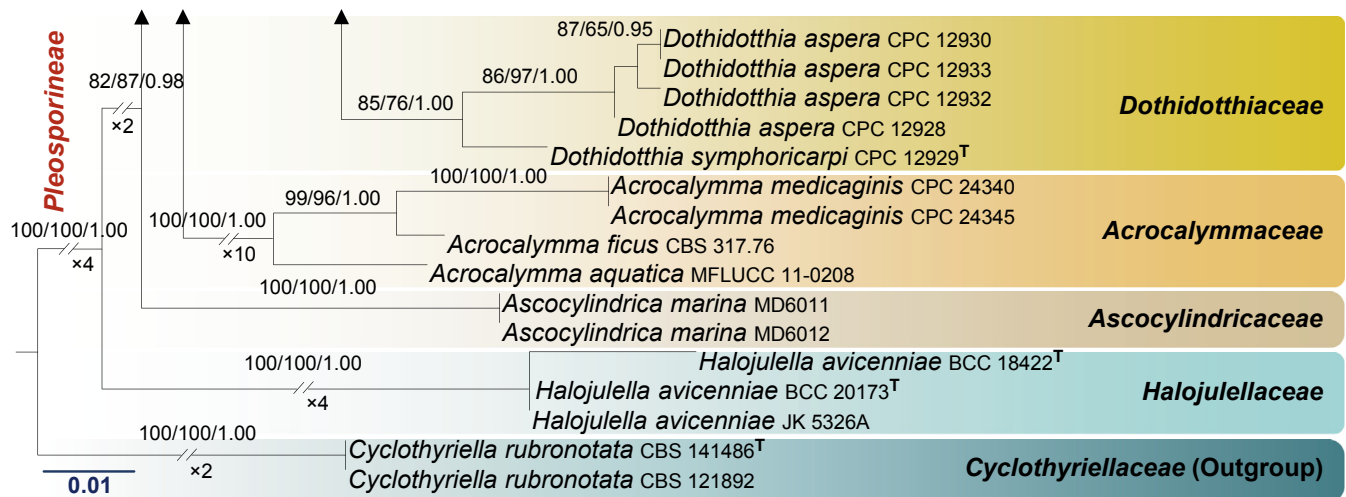 87/65/0.95
Dothidotthia aspera CPC 12930
82/87/0.98
86/97/1.00
Dothidotthia aspera CPC 12933
85/76/1.00
Dothidotthia aspera CPC 12932
Dothidotthiaceae
×2
Dothidotthia aspera CPC 12928
Dothidotthia symphoricarpi CPC 12929T
Pleosporineae
100/100/1.00
Acrocalymma medicaginis CPC 24340
99/96/1.00
100/100/1.00
100/100/1.00
Acrocalymma medicaginis CPC 24345
Acrocalymmaceae
×4
×10
Acrocalymma ficus CBS 317.76
Acrocalymma aquatica MFLUCC 11-0208
100/100/1.00
Ascocylindrica marina MD6011
Ascocylindricaceae
Ascocylindrica marina MD6012
100/100/1.00
Halojulella avicenniae BCC 18422T
×4
Halojulella avicenniae BCC 20173T
Halojulellaceae
Halojulella avicenniae JK 5326A
100/100/1.00
Cyclothyriella rubronotata CBS 141486T
×2
Cyclothyriellaceae (Outgroup)
0.01
Cyclothyriella rubronotata CBS 121892